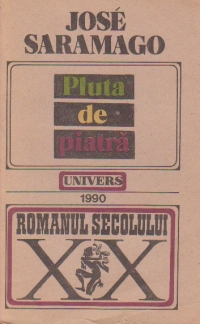 JOSÉ
SARAMAGO
Pluta
de
piatră
UNIVERS
1990
ROMANUL SECOLULUI
XX